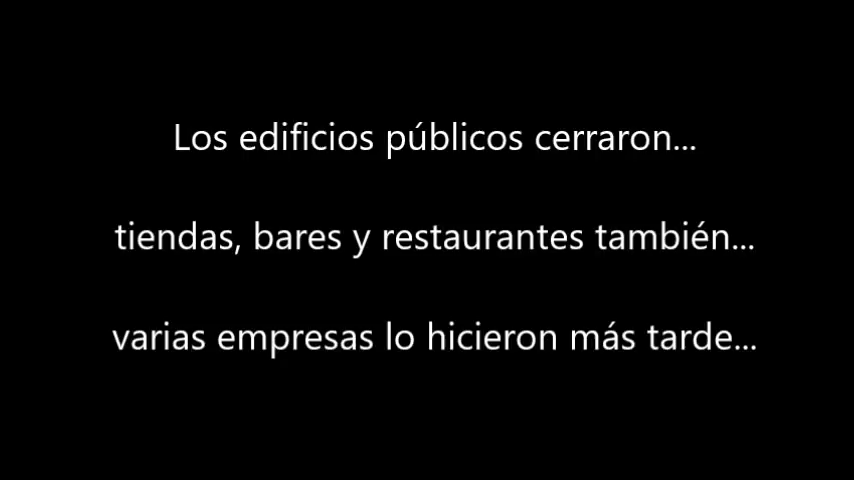 Los edificios públicos cerraron...
tiendas, bares y restaurantes también...
varias empresas lo hicieron más tarde...